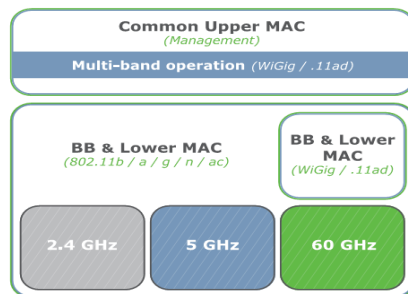 Common Upper MAC
(Management)
Multi-band operation (WiGig / .11ad)
BB & Lower MAC
(802.11b / a / g / n / ac)
BB & Lower
MAC
(WiGig / .11ad)
2.4 GHz
5 GHz
60 GHz